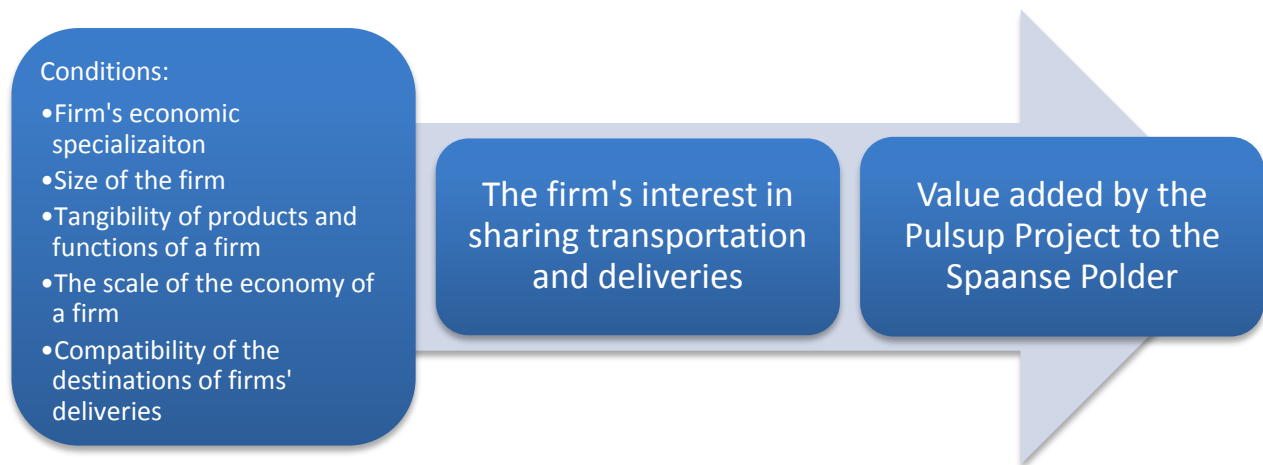 Conditions:
•Firm's economic
specializaiton
•Size of the firm
•Tangibility of products and
functions of a firm
•The scale of the economy of
a firm
•Compatibility of the
destinations of firms'
deliveries
The firm's interest in
sharing transportation
and deliveries
Value added by the
Pulsup Project to the
Spaanse Polder